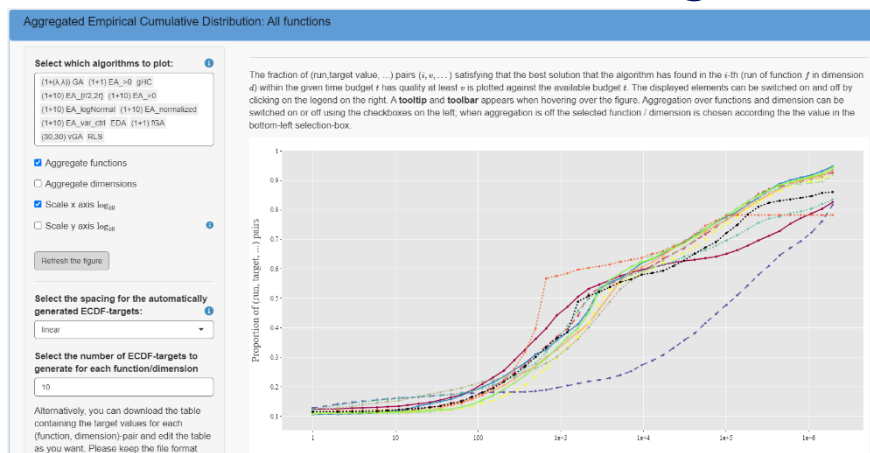 Aggregated Empirical Cumulative Distribution: All functions
Select which algorithms to plot:
(1+(λ,λ)) GA (1+1) EA_>0 gHC
(1+10) EA_{r/2,2r} (1+10) EA_>0
(1+10) EA_logNormal (1+10) EA_normalized
(1+10) EA_var_ctrl EDA (1+1) fGA
(30,30) vGA RLS
Aggregate functions
Aggregate dimensions
Scale x axis log₁₀
Scale y axis log₁₀
Refresh the figure
Select the spacing for the automatically
generated ECDF-targets:
linear
Select the number of ECDF-targets to
generate for each function/dimension
10
Alternatively, you can download the table
containing the target values for each
(function, dimension)-pair and edit the table
as you want. Please keep the file format
The fraction of (run,target value, ...) pairs (i, v, . . .) satisfying that the best solution that the algorithm has found in the i-th (run of function f in dimension
d) within the given time budget t has quality at least v is plotted against the available budget t. The displayed elements can be switched on and off by
clicking on the legend on the right. A tooltip and toolbar appears when hovering over the figure. Aggregation over functions and dimension can be
switched on or off using the checkboxes on the left; when aggregation is off the selected function / dimension is chosen according the the value in the
bottom-left selection-box.
Proportion of (run, target, ...) pairs
1
0.9
0.8
0.7
0.6
0.5
0.4
0.3
0.2
0.1
1 10 100 1e+3 1e+4 1e+5 1e+6